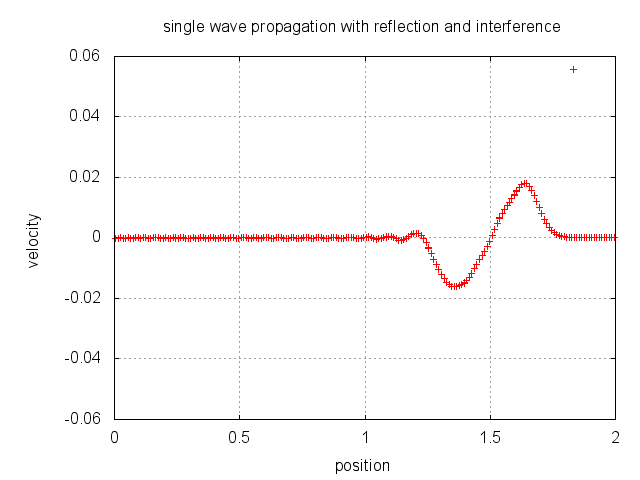 single wave propagation with reflection and interference
0.06
0.04
0.02
0
-0.02
-0.04
-0.06
velocity
0 0.5 1 1.5 2
position